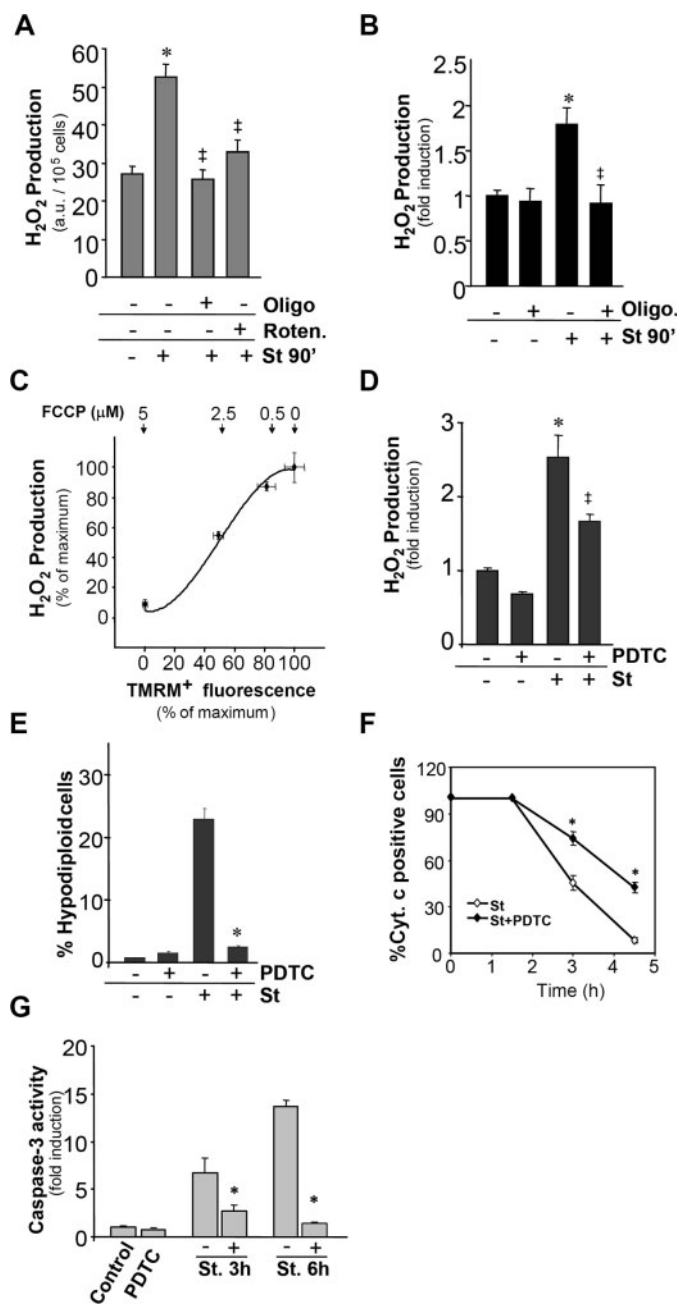 A
H₂O₂ Production
(a.u. / 10⁵ cells)
60
50
40
30
20
10
0
*
‡
‡
- - + - Oligo
- - - + Roten.
- + + + St 90'
B
H₂O₂ Production
(fold induction)
2.5
2
1.5
1
0.5
0
*
‡
- + - + Oligo.
- - + + St 90'
C
FCCP (μM) 5 2.5 0.5 0
H₂O₂ Production
(% of maximum)
100
80
60
40
20
0
0 20 40 60 80 100
TMRM⁺ fluorescence
(% of maximum)
D
H₂O₂ Production
(fold induction)
3
2
1
0
*
‡
- + - + PDTC
- - + + St
E
% Hypodiploid cells
30
20
10
0
*
- + - + PDTC
- - + + St
F
%Cyt. c positive cells
120
90
60
30
0
*
*
St
St+PDTC
0 1 2 3 4 5
Time (h)
G
Caspase-3 activity
(fold induction)
20
15
10
5
0
*
*
Control
PDTC
- + - +
St. 3h St. 6h